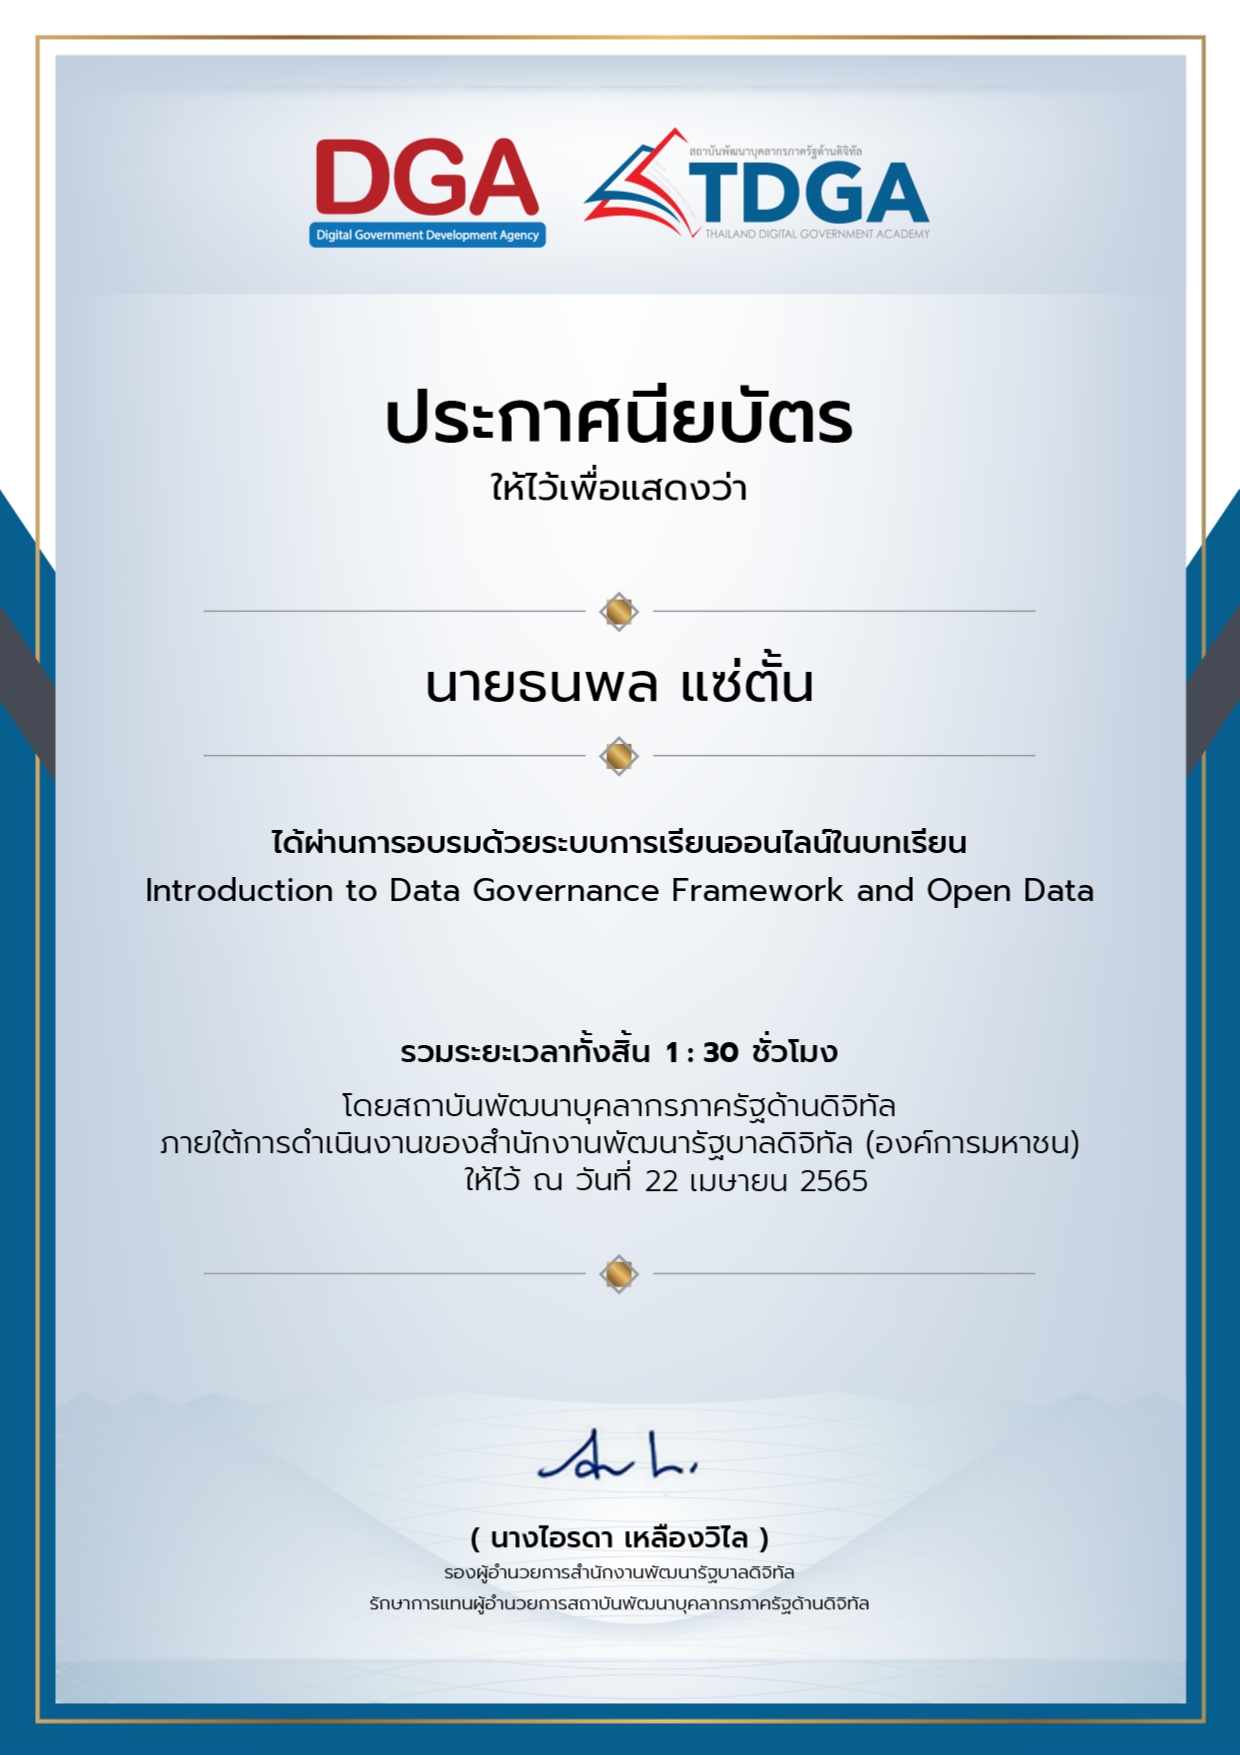 DGA
Digital Government Development Agency
สถาบันพัฒนาบุคลากรภาครัฐด้านดิจิทัล
TDGA
THAILAND DIGITAL GOVERNMENT ACADEMY
ประกาศนียบัตร
ให้ไว้เพื่อแสดงว่า
นายธนพล แซ่ตั้น
ได้ผ่านการอบรมด้วยระบบการเรียนออนไลน์ในบทเรียน
Introduction to Data Governance Framework and Open Data
รวมระยะเวลาทั้งสิ้น 1 : 30 ชั่วโมง
โดยสถาบันพัฒนาบุคลากรภาครัฐด้านดิจิทัล
ภายใต้การดำเนินงานของสำนักงานพัฒนารัฐบาลดิจิทัล (องค์การมหาชน)
ให้ไว้ ณ วันที่ 22 เมษายน 2565
( นางไอรดา เหลืองวิไล )
รองผู้อำนวยการสำนักงานพัฒนารัฐบาลดิจิทัล
รักษาการแทนผู้อำนวยการสถาบันพัฒนาบุคลากรภาครัฐด้านดิจิทัล